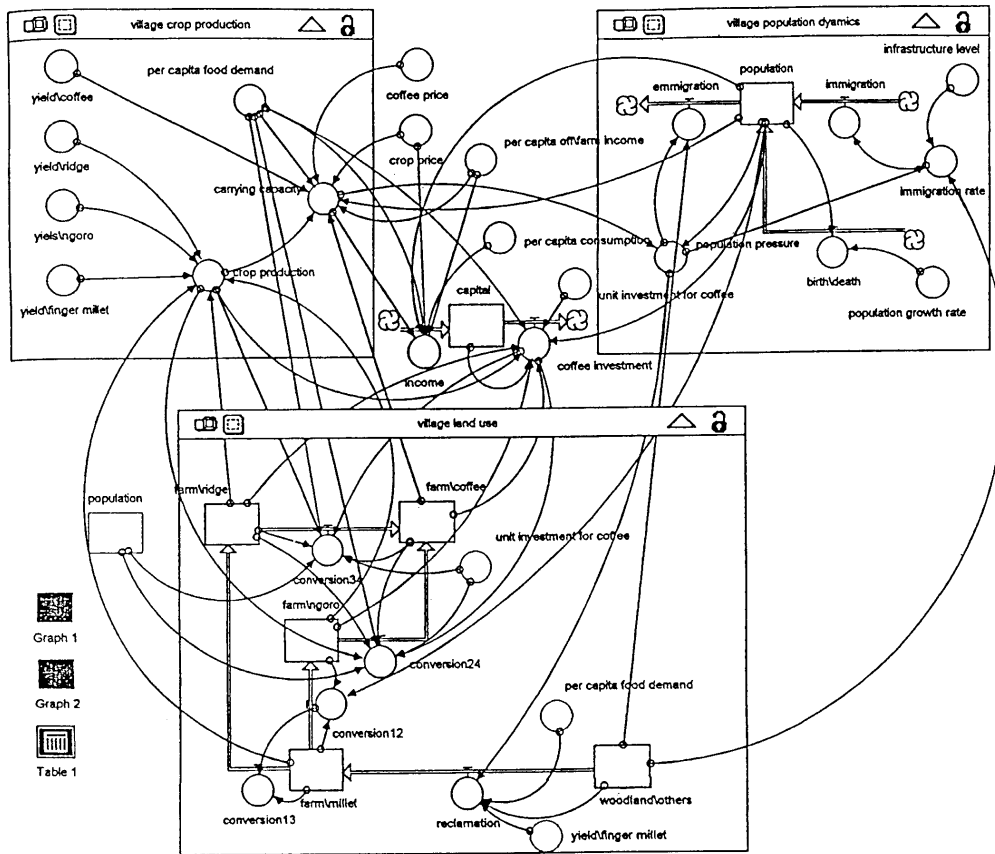 village crop production
village population dyamics
yield\coffee
per capita food demand
coffee price
yield\ridge
crop price
per capita off\farm income
carrying capacity
yiels\ngoro
crop production
yield\finger millet
per capita consumption
capital
unit investment for coffee
income
coffee investment
infrastructure level
population
emmigration
immigration
immigration rate
population pressure
birth\death
population growth rate
village land use
population
farm\ridge
farm\coffee
unit investment for coffee
conversion34
farm\ngoro
conversion24
per capita food demand
conversion12
farm\millet
conversion13
reclamation
woodland\others
yield\finger millet
Graph 1
Graph 2
Table 1